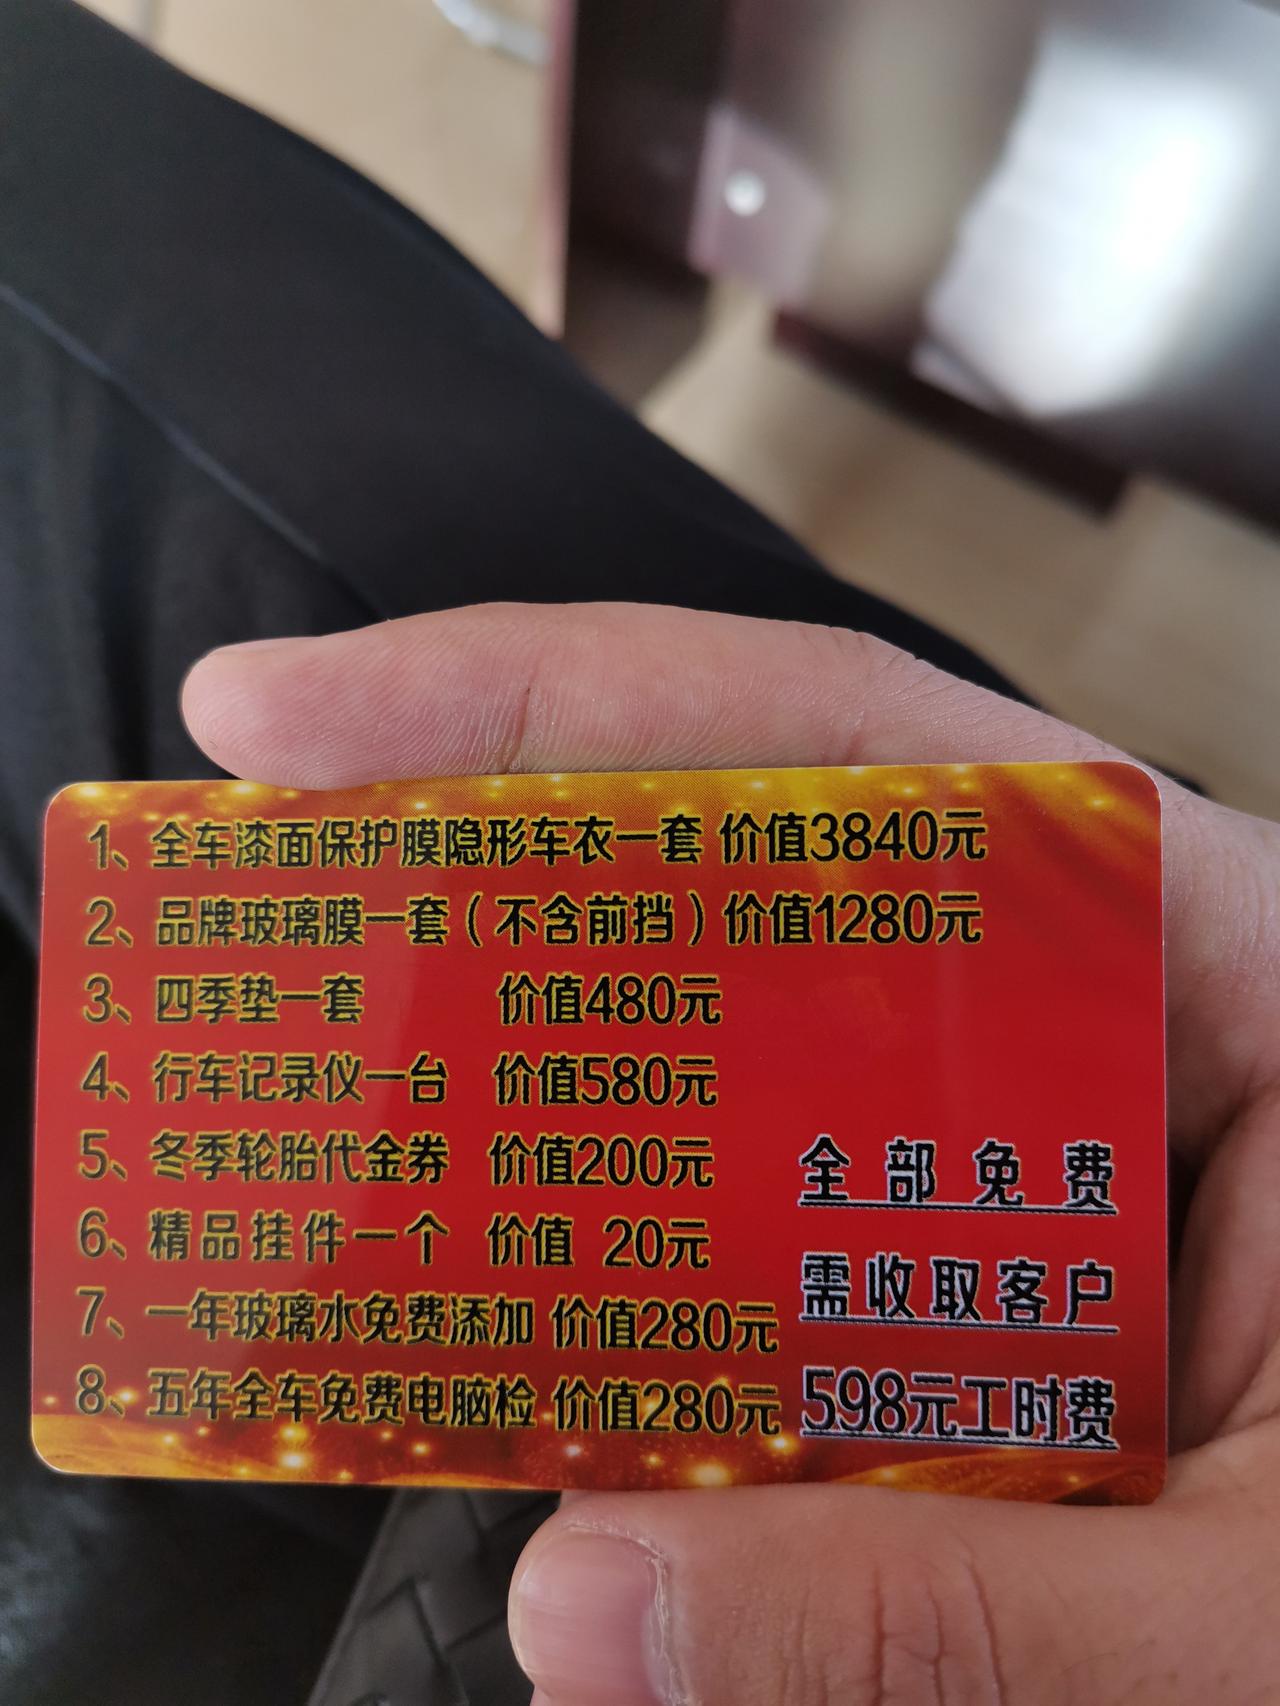 1、全车漆面保护膜隐形车衣一套 价值3840元
2、品牌玻璃膜一套(不含前挡)价值1280元
3、四季垫一套 价值480元
4、行车记录仪一台 价值580元
5、冬季轮胎代金券 价值200元
6、精品挂件一个 价值 20元
7、一年玻璃水免费添加 价值280元
8、五年全车免费电脑检 价值280元
全部免费
需收取客户
598元工时费